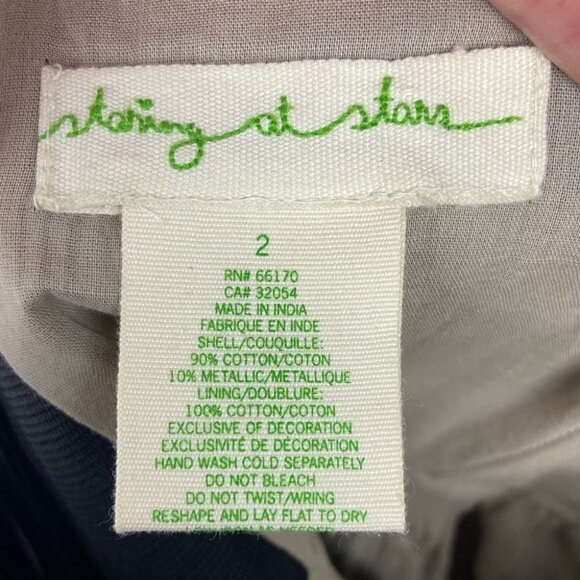 staring at stars
2
RN# 66170
CA# 32054
MADE IN INDIA
FABRIQUE EN INDE
SHELL/COUQUILLE:
90% COTTON/COTON
10% METALLIC/METALLIQUE
LINING/DOUBLURE:
100% COTTON/COTON
EXCLUSIVE OF DECORATION
EXCLUSIVITÉ DE DÉCORATION
HAND WASH COLD SEPARATELY
DO NOT BLEACH
DO NOT TWIST/WRING
RESHAPE AND LAY FLAT TO DRY